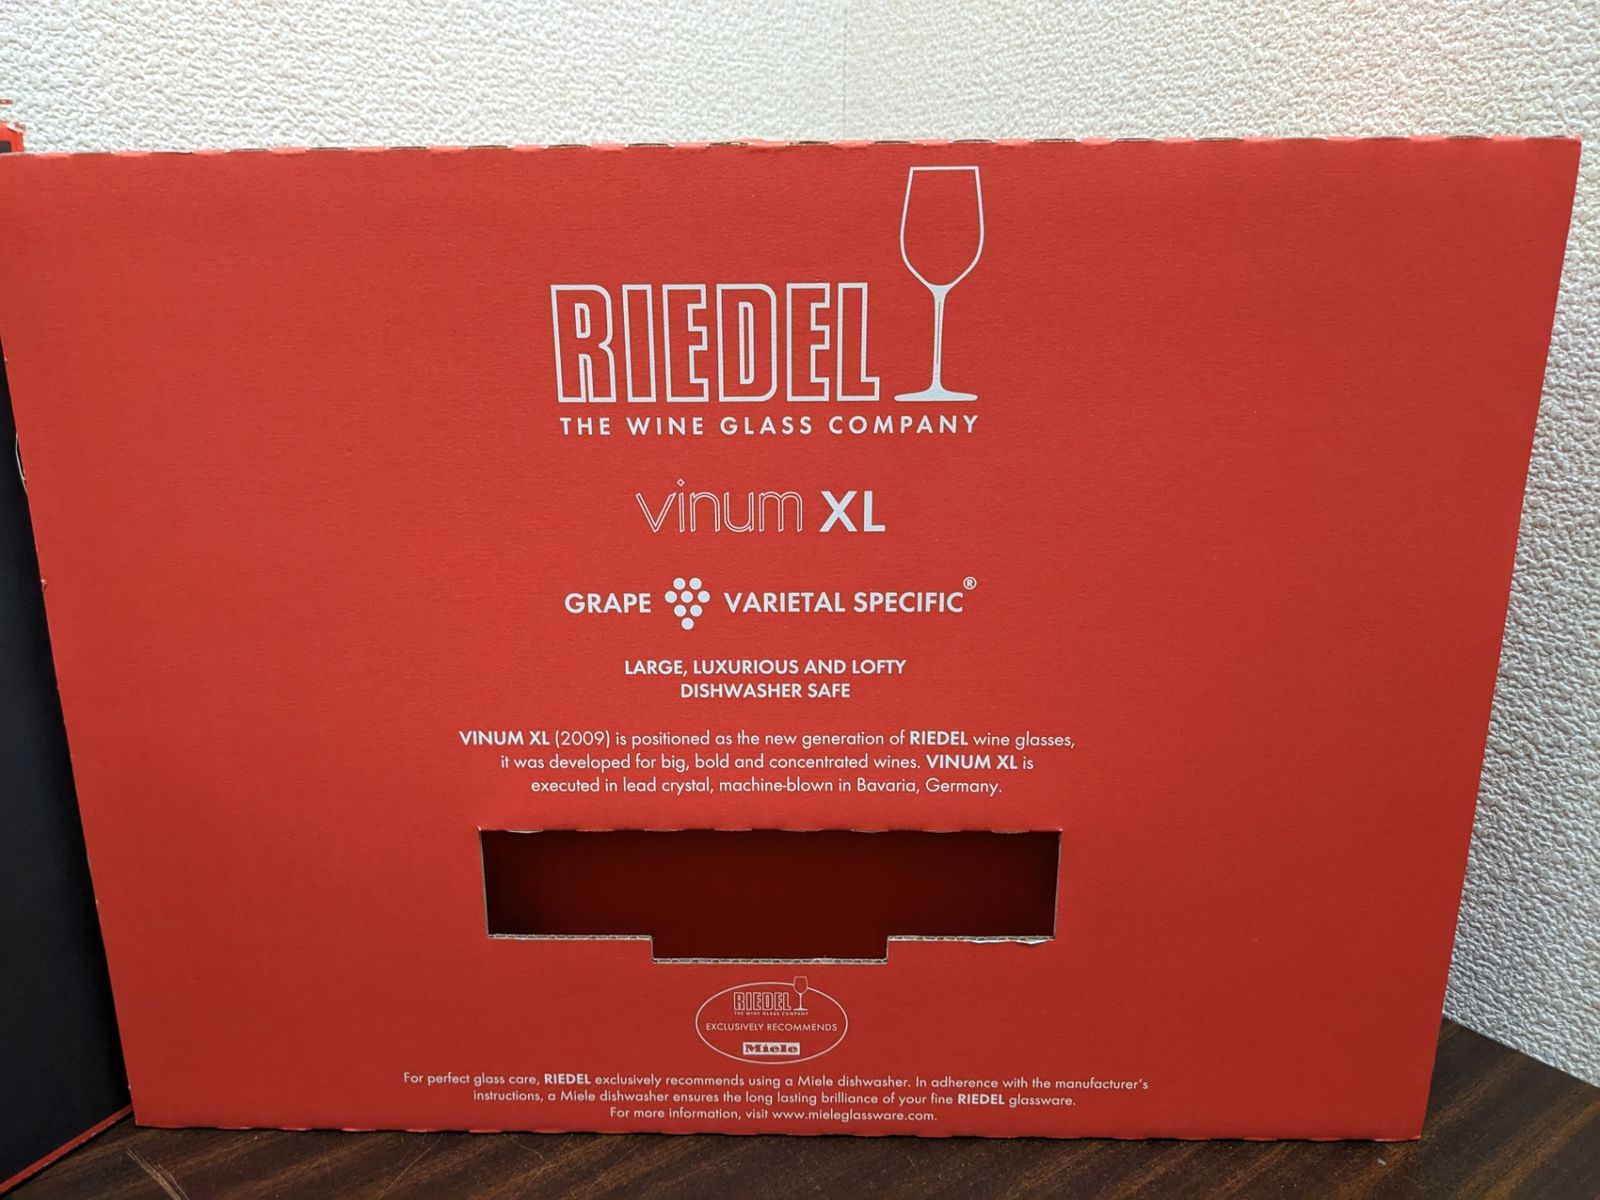 RIEDEL
THE WINE GLASS COMPANY
vinum XL
GRAPE VARIETAL SPECIFIC®
LARGE, LUXURIOUS AND LOFTY
DISHWASHER SAFE
VINUM XL (2009) is positioned as the new generation of RIEDEL wine glasses,
it was developed for big, bold and concentrated wines. VINUM XL is
executed in lead crystal, machine-blown in Bavaria, Germany.
RIEDEL
THE WINE GLASS COMPANY
EXCLUSIVELY RECOMMENDS
Miele
For perfect glass care, RIEDEL exclusively recommends using a Miele dishwasher. In adherence with the manufacturer's
instructions, a Miele dishwasher ensures the long lasting brilliance of your fine RIEDEL glassware.
For more information, visit www.mieleglassware.com.